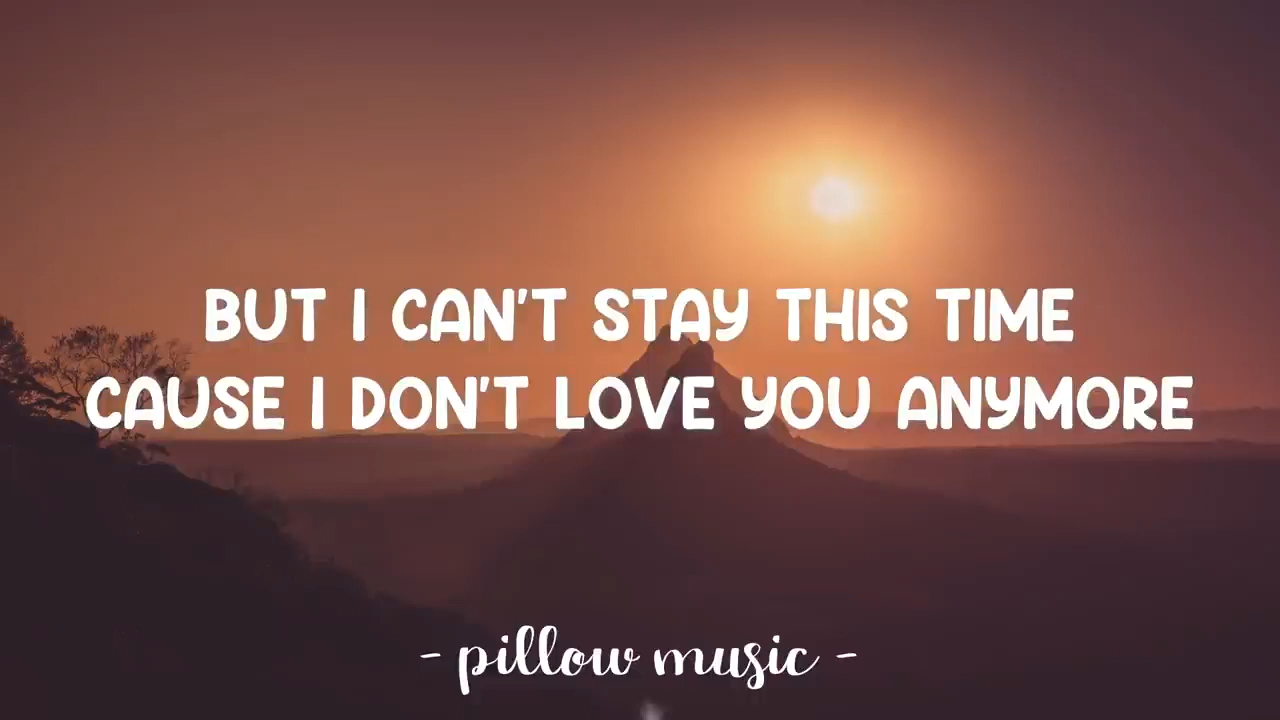 BUT I CAN'T STAY THIS TIME
CAUSE I DON'T LOVE YOU ANYMORE
- pillow music -